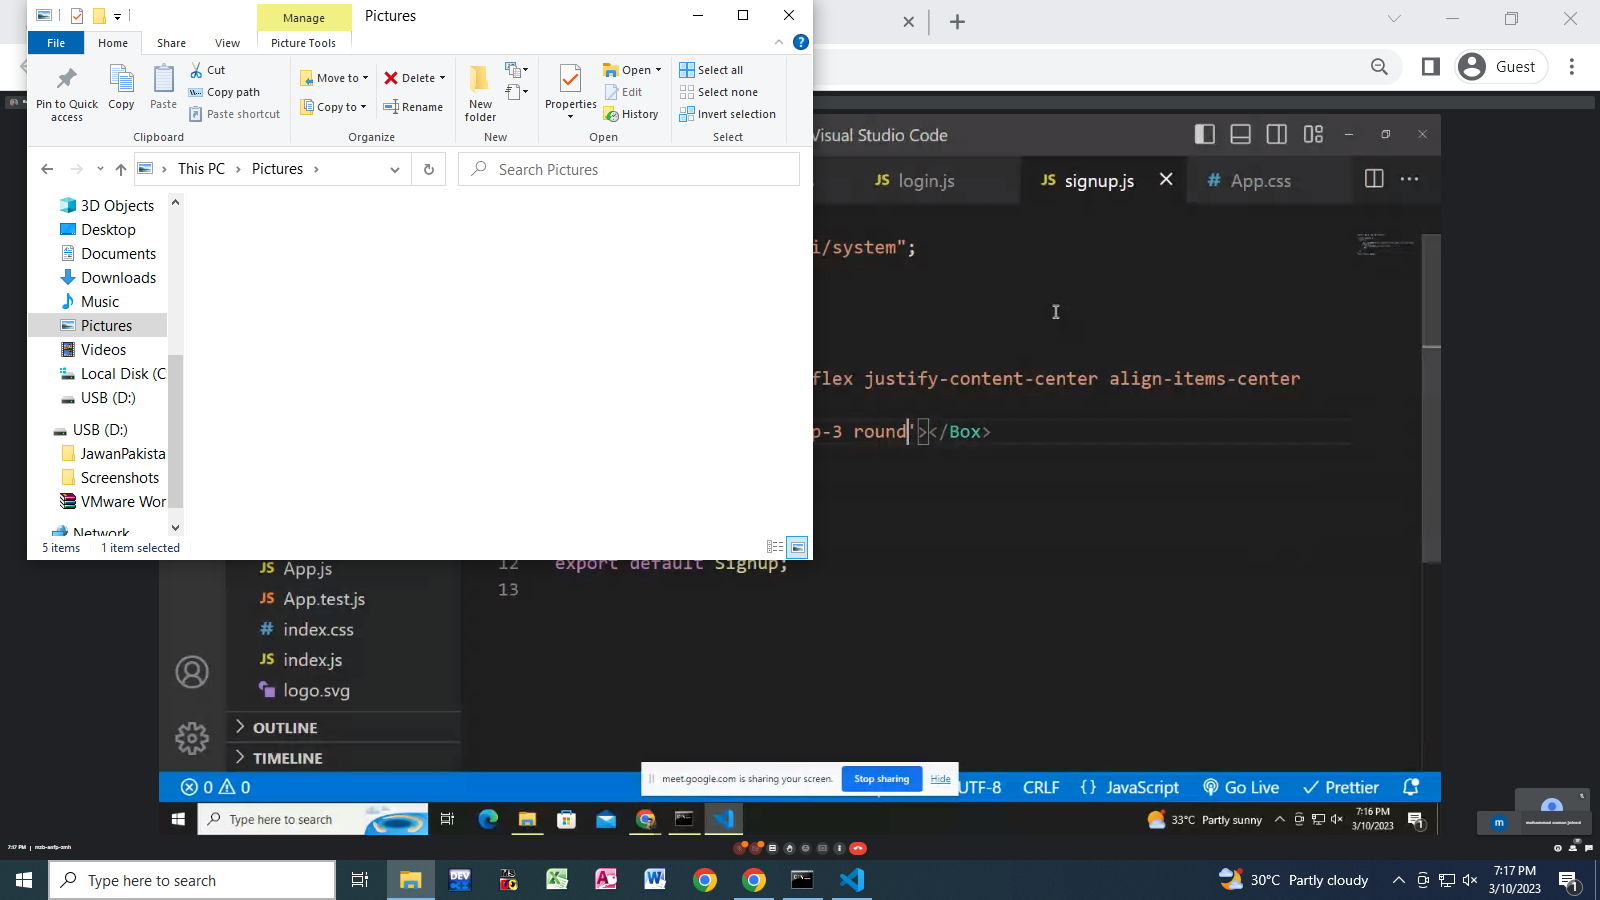 Manage
Pictures
File
Home
Share
View
Picture Tools
Pin to Quick access
Copy
Paste
Cut
Copy path
Paste shortcut
Clipboard
Move to
Copy to
Delete
Rename
Organize
New folder
New
Properties
Open
Edit
History
Open
Select all
Select none
Invert selection
Select
Guest
This PC
Pictures
Search Pictures
3D Objects
Desktop
Documents
Downloads
Music
Pictures
Videos
Local Disk (C
USB (D:)
USB (D:)
JawanPakista
Screenshots
VMware Wor
Network
5 items
1 item selected
Visual Studio Code
JS login.js
JS signup.js
# App.css
i/system";
flex justify-content-center align-items-center
p-3 round'></Box>
12 export default Signup;
13
JS App.js
JS App.test.js
# index.css
JS index.js
logo.svg
OUTLINE
TIMELINE
0 0
meet.google.com is sharing your screen.
Stop sharing
Hide
UTF-8
CRLF
{} JavaScript
Go Live
Prettier
Type here to search
33°C Partly sunny
7:16 PM
3/10/2023
1
m
7:17 PM
Type here to search
30°C Partly cloudy
7:17 PM
3/10/2023
1